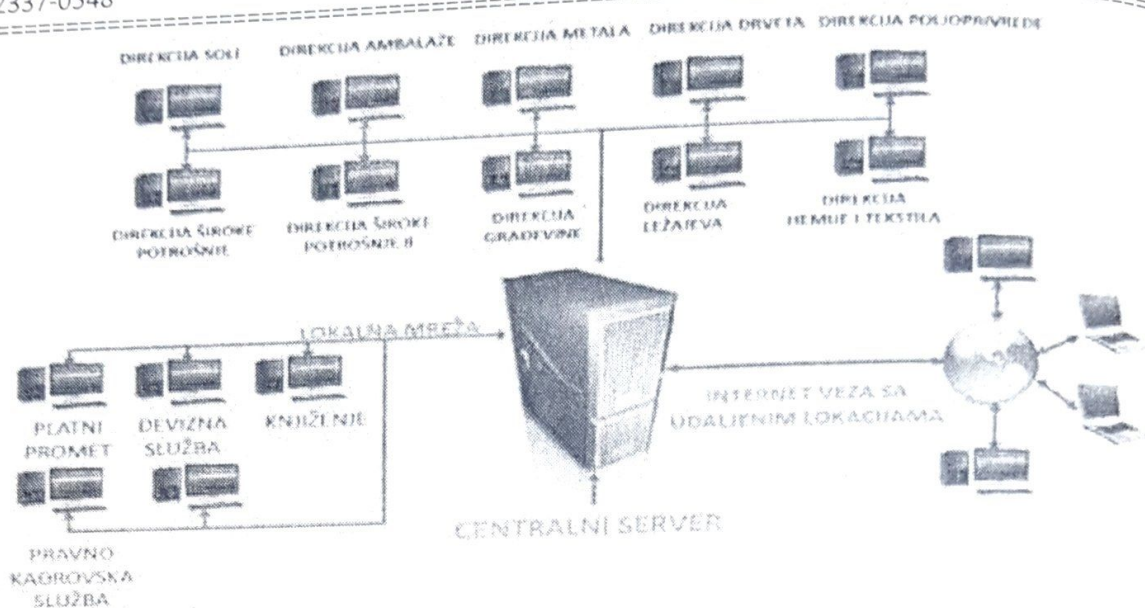 2337-0548
DIREKCIJA SOLI
DIREKCIJA AMBALAŽE
DIREKCIJA METALA
DIREKCIJA DRVETA
DIREKCIJA POLJOPRIVREDE
DIREKCIJA ŠIROKE
POTROŠNJE
DIREKCIJA ŠIROKE
POTROŠNJE II
DIREKCIJA
GRAĐEVINE
DIREKCIJA
LEŽAJEVA
DIREKCIJA
HEMIJE I TEKSTILA
LOKALNA MREŽA
PLATNI
PROMET
DEVIZNA
SLUŽBA
KNJIŽENJE
INTERNET VEZA SA
UDALJENIM LOKACIJAMA
PRAVNO
KADROVSKA
SLUŽBA
CENTRALNI SERVER